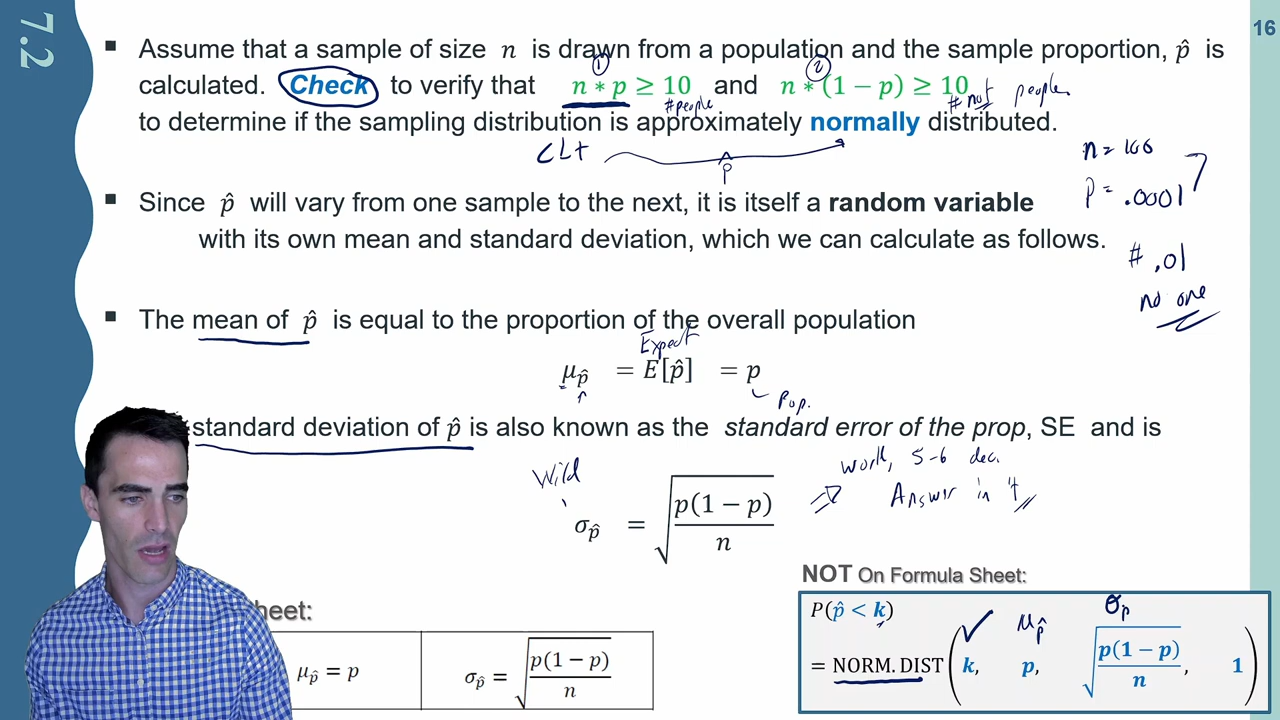 7.2
16
▪ Assume that a sample of size n is drawn from a population and the sample proportion, p̂ is
① ②
calculated. Check to verify that n ∗ p ≥ 10 and n ∗ (1 − p) ≥ 10
#people #not people
to determine if the sampling distribution is approximately normally distributed.
CLT
p̂
n = 100
p = .0001
▪ Since p̂ will vary from one sample to the next, it is itself a random variable
with its own mean and standard deviation, which we can calculate as follows.
# .01
no one
▪ The mean of p̂ is equal to the proportion of the overall population
Expect
μp̂ = E[p̂] = p
Pop.
standard deviation of p̂ is also known as the standard error of the prop, SE and is
Wild
work, 5-6 dec.
Answer in 4
σp̂ = √(p(1 − p)/n)
NOT On Formula Sheet:
heet:
P(p̂ < k)
✓ μp̂ σp̂
= NORM.DIST(k, p, √(p(1 − p)/n), 1)
μp̂ = p σp̂ = √(p(1 − p)/n)